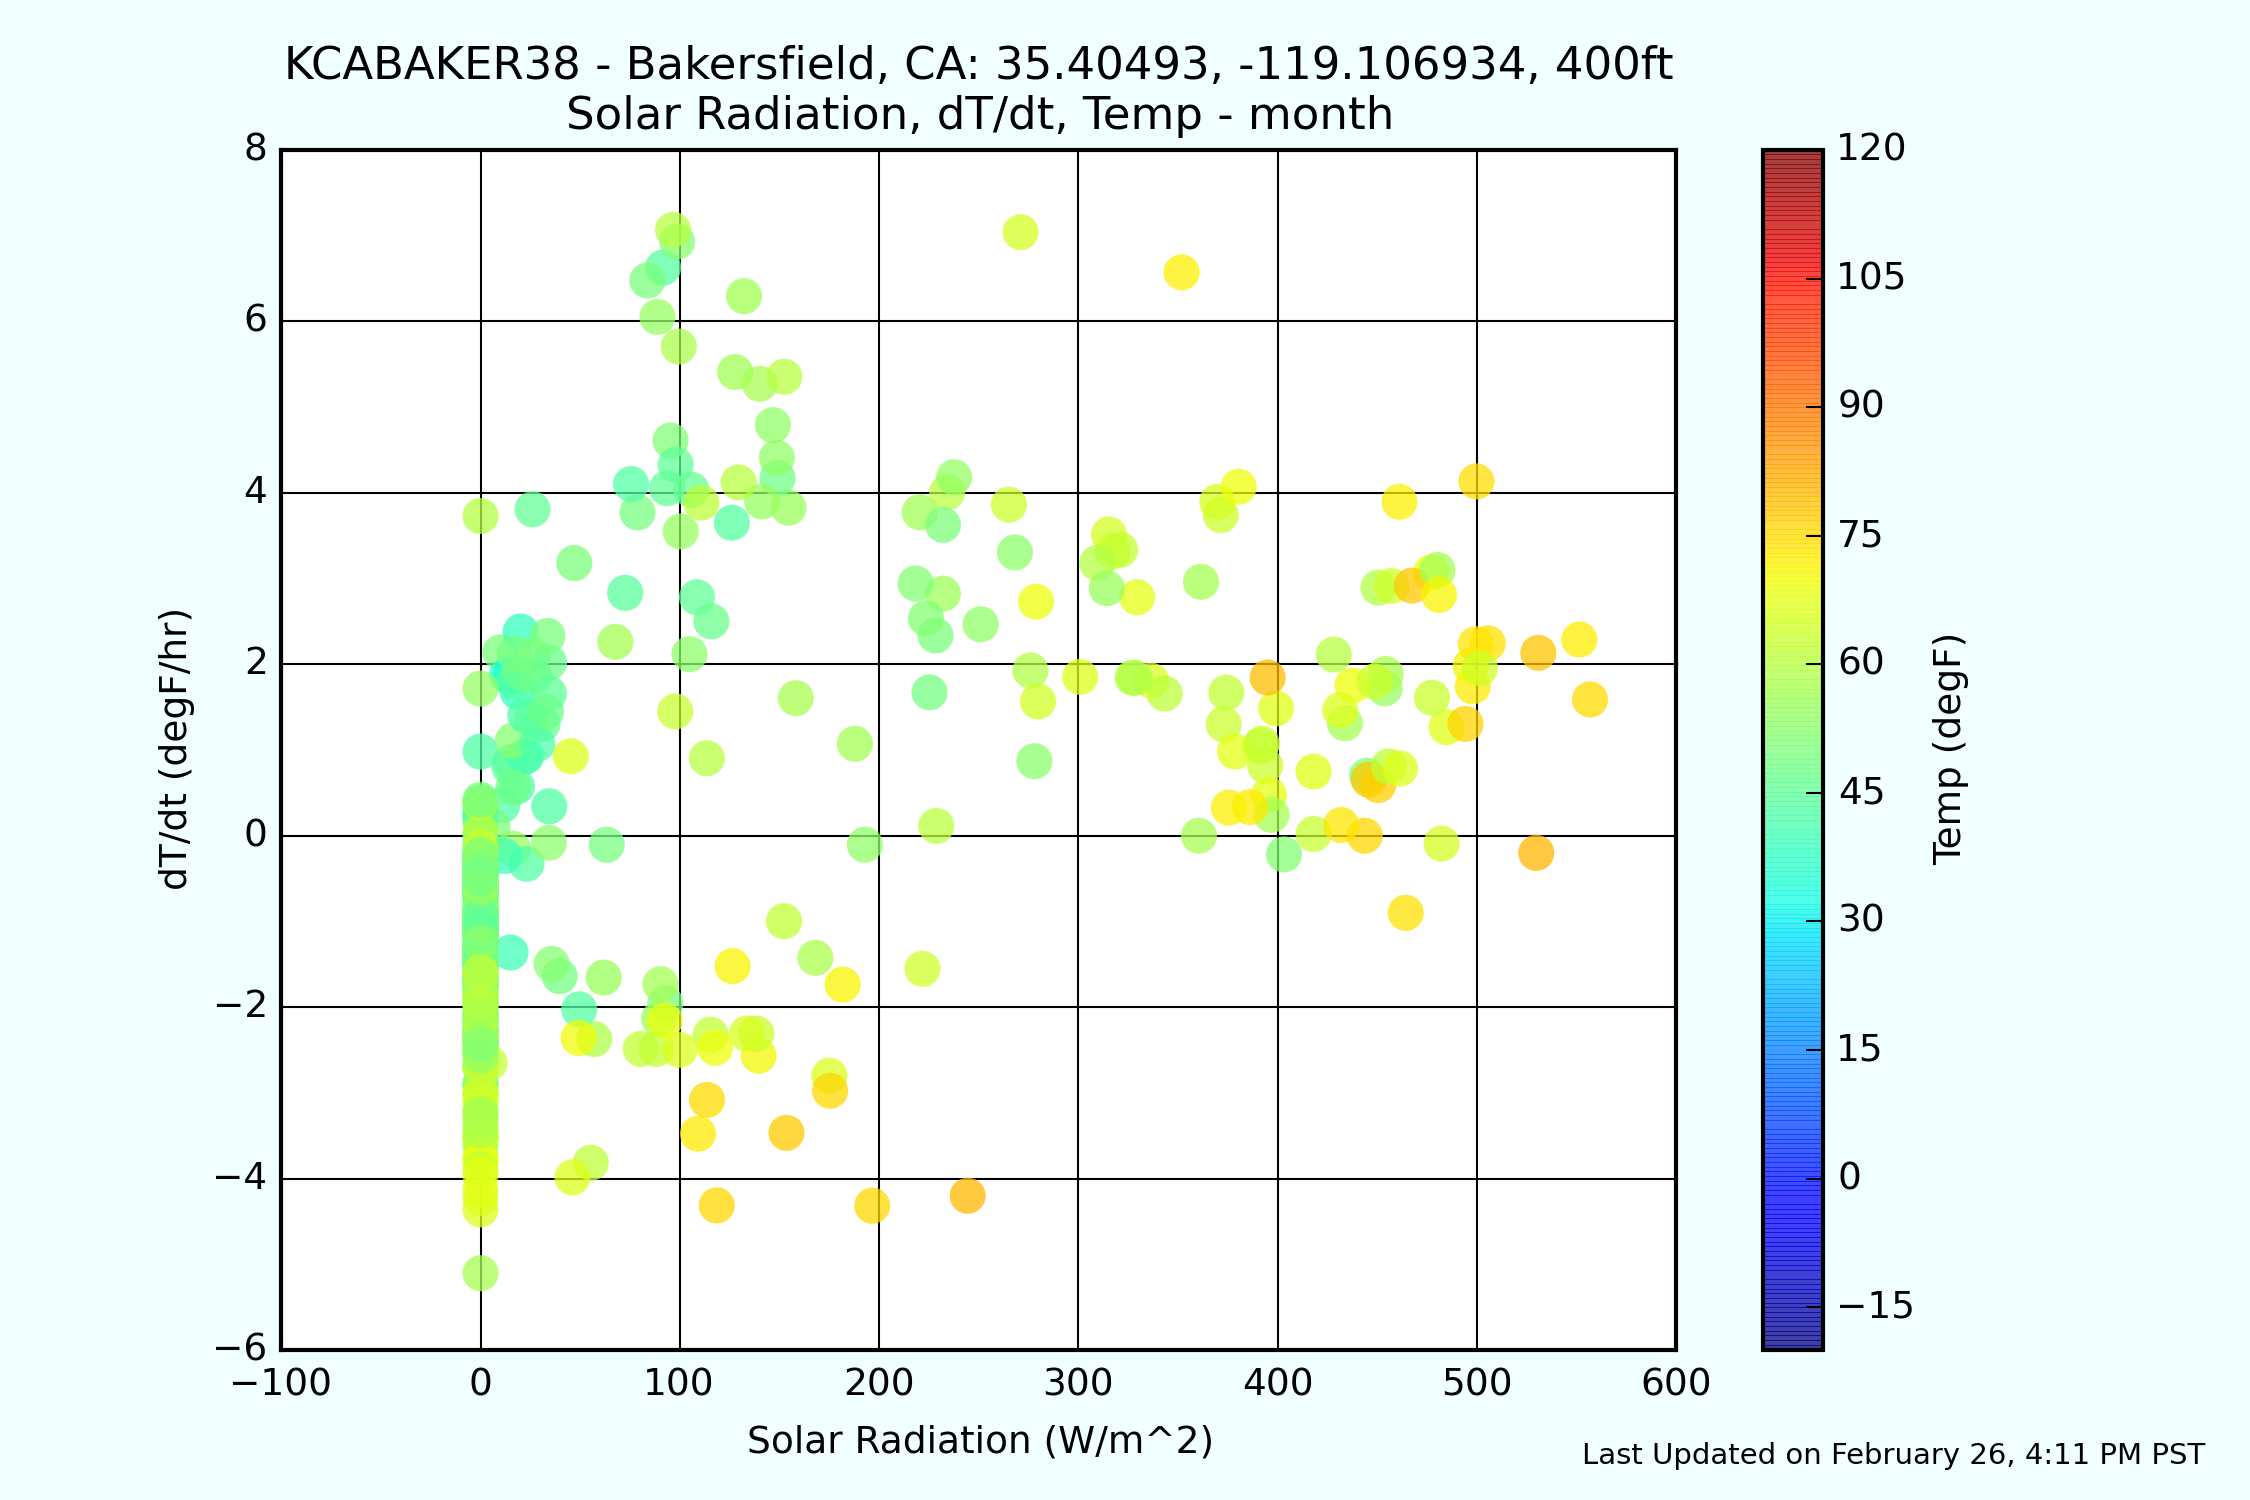 KCABAKER38 - Bakersfield, CA: 35.40493, -119.106934, 400ft
Solar Radiation, dT/dt, Temp - month
8
6
4
2
0
−2
−4
−6
dT/dt (degF/hr)
−100 0 100 200 300 400 500 600
Solar Radiation (W/m^2)
120
105
90
75
60
45
30
15
0
−15
Temp (degF)
Last Updated on February 26, 4:11 PM PST